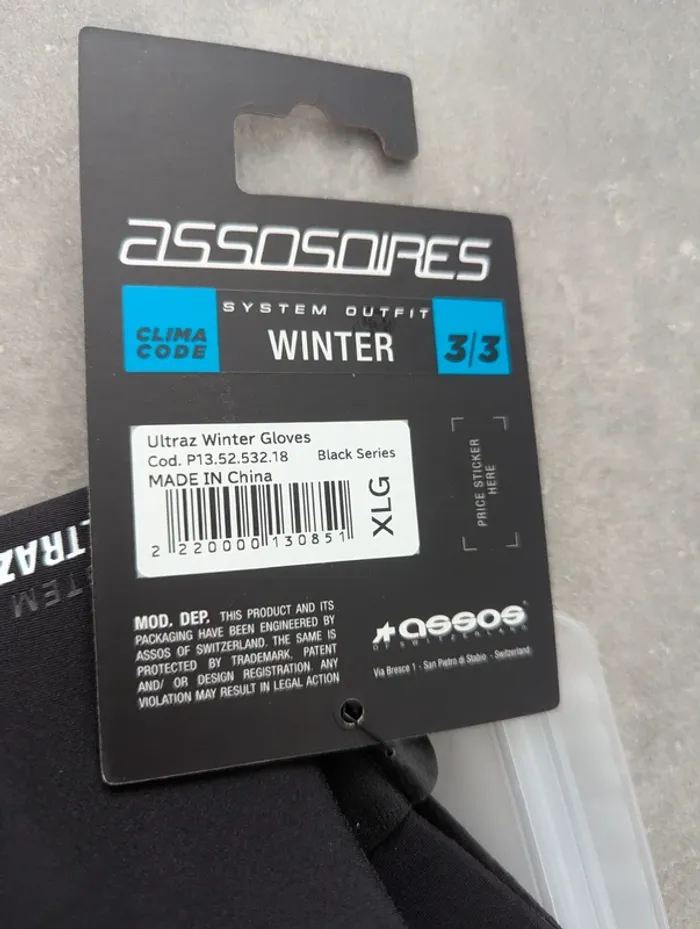 ASSOSOIRES
CLIMA
CODE
SYSTEM OUTFIT
WINTER
3/3
Ultraz Winter Gloves
Cod. P13.52.532.18 Black Series
MADE IN China
XLG
2 220000 130851
PRICE STICKER
HERE
MOD. DEP. THIS PRODUCT AND ITS
PACKAGING HAVE BEEN ENGINEERED BY
ASSOS OF SWITZERLAND. THE SAME IS
PROTECTED BY TRADEMARK, PATENT
AND/ OR DESIGN REGISTRATION. ANY
VIOLATION MAY RESULT IN LEGAL ACTION
assos
OF SWITZERLAND
Via Bresce 1 - San Pietro di Stabio - Switzerland